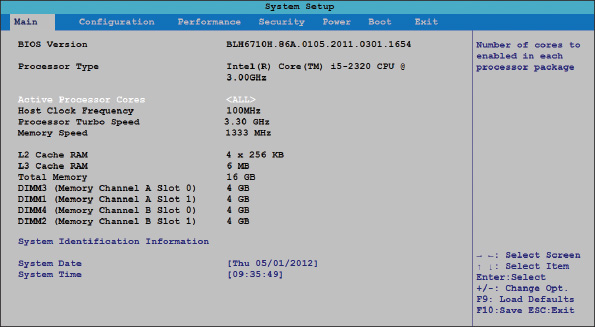 System Setup
Main Configuration Performance Security Power Boot Exit
BIOS Version BLH6710H.86A.0105.2011.0301.1654
Processor Type Intel(R) Core(TM) i5-2320 CPU @
3.00GHz
Active Processor Cores <ALL>
Host Clock Frequency 100MHz
Processor Turbo Speed 3.30 GHz
Memory Speed 1333 MHz
L2 Cache RAM 4 x 256 KB
L3 Cache RAM 6 MB
Total Memory 16 GB
DIMM3 (Memory Channel A Slot 0) 4 GB
DIMM1 (Memory Channel A Slot 1) 4 GB
DIMM4 (Memory Channel B Slot 0) 4 GB
DIMM2 (Memory Channel B Slot 1) 4 GB
System Identification Information
System Date [Thu 05/01/2012]
System Time [09:35:49]
Number of cores to
enabled in each
processor package
→ ←: Select Screen
↑ ↓: Select Item
Enter:Select
+/-: Change Opt.
F9: Load Defaults
F10:Save ESC:Exit